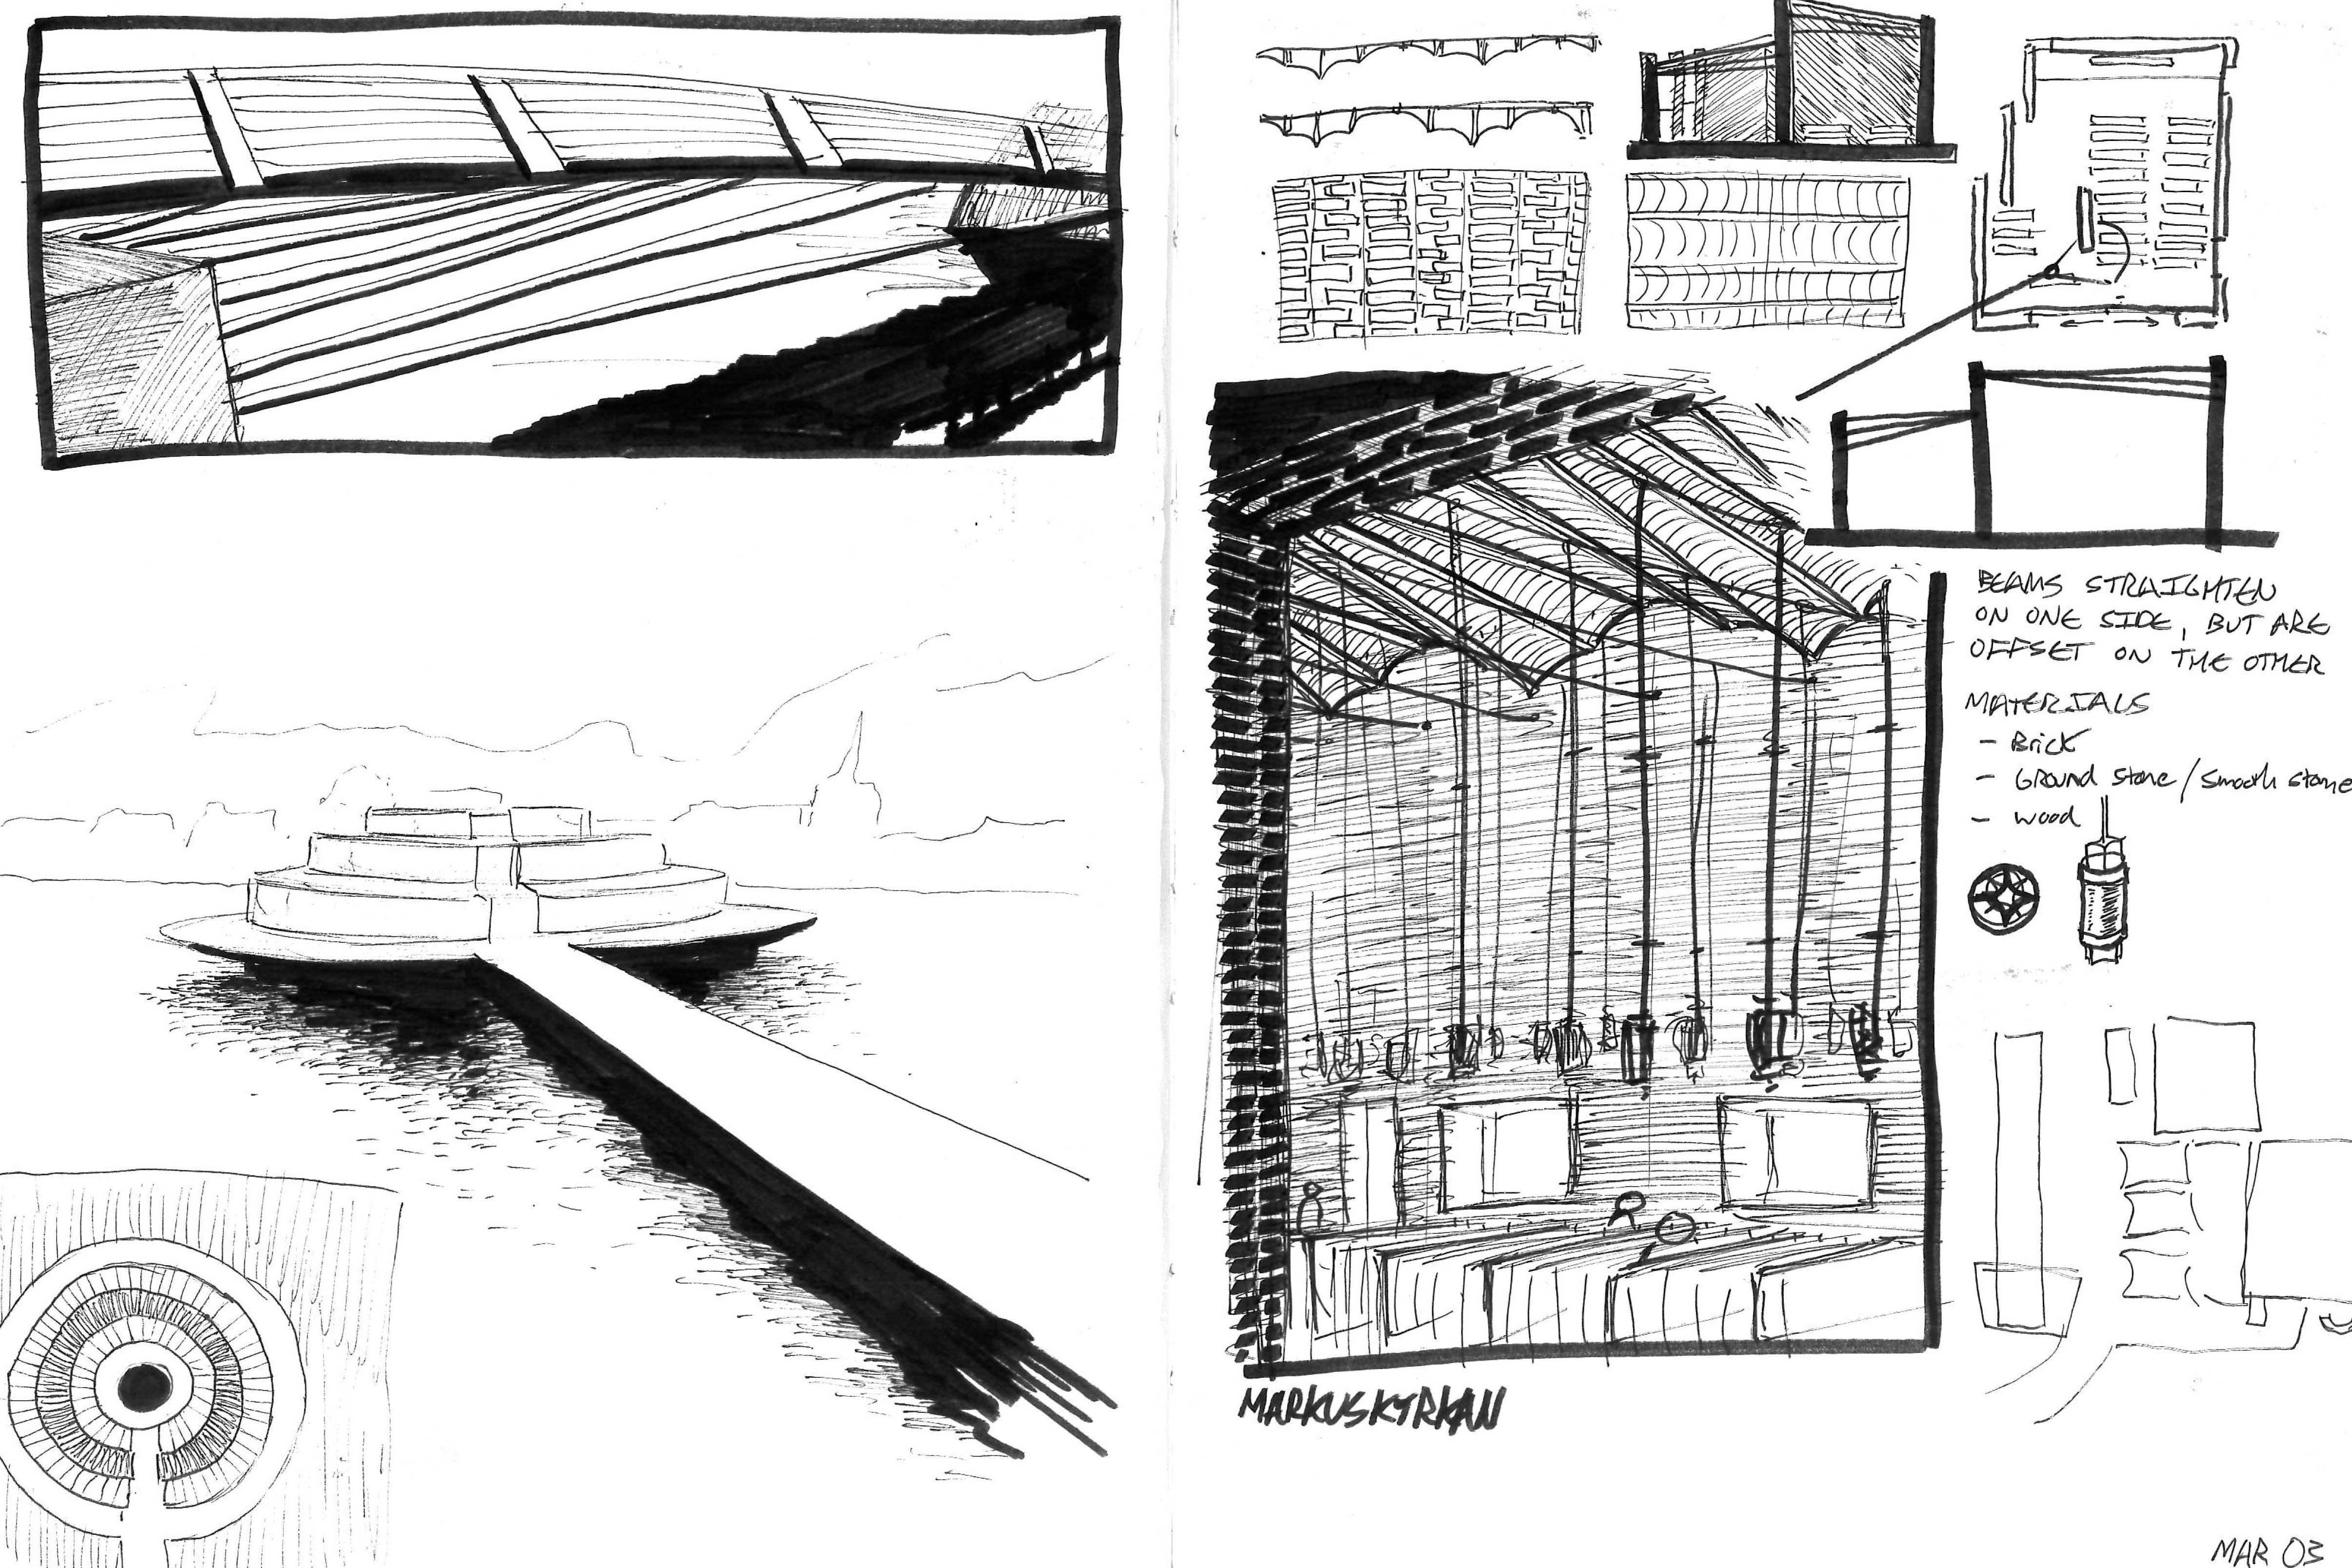 BEAMS STRAIGHTEN
ON ONE SIDE, BUT ARE
OFFSET ON THE OTHER
MATERIALS
- Brick
- Ground stone / Smooth stone
- wood
MARKUSKYRKAN
MAR 03